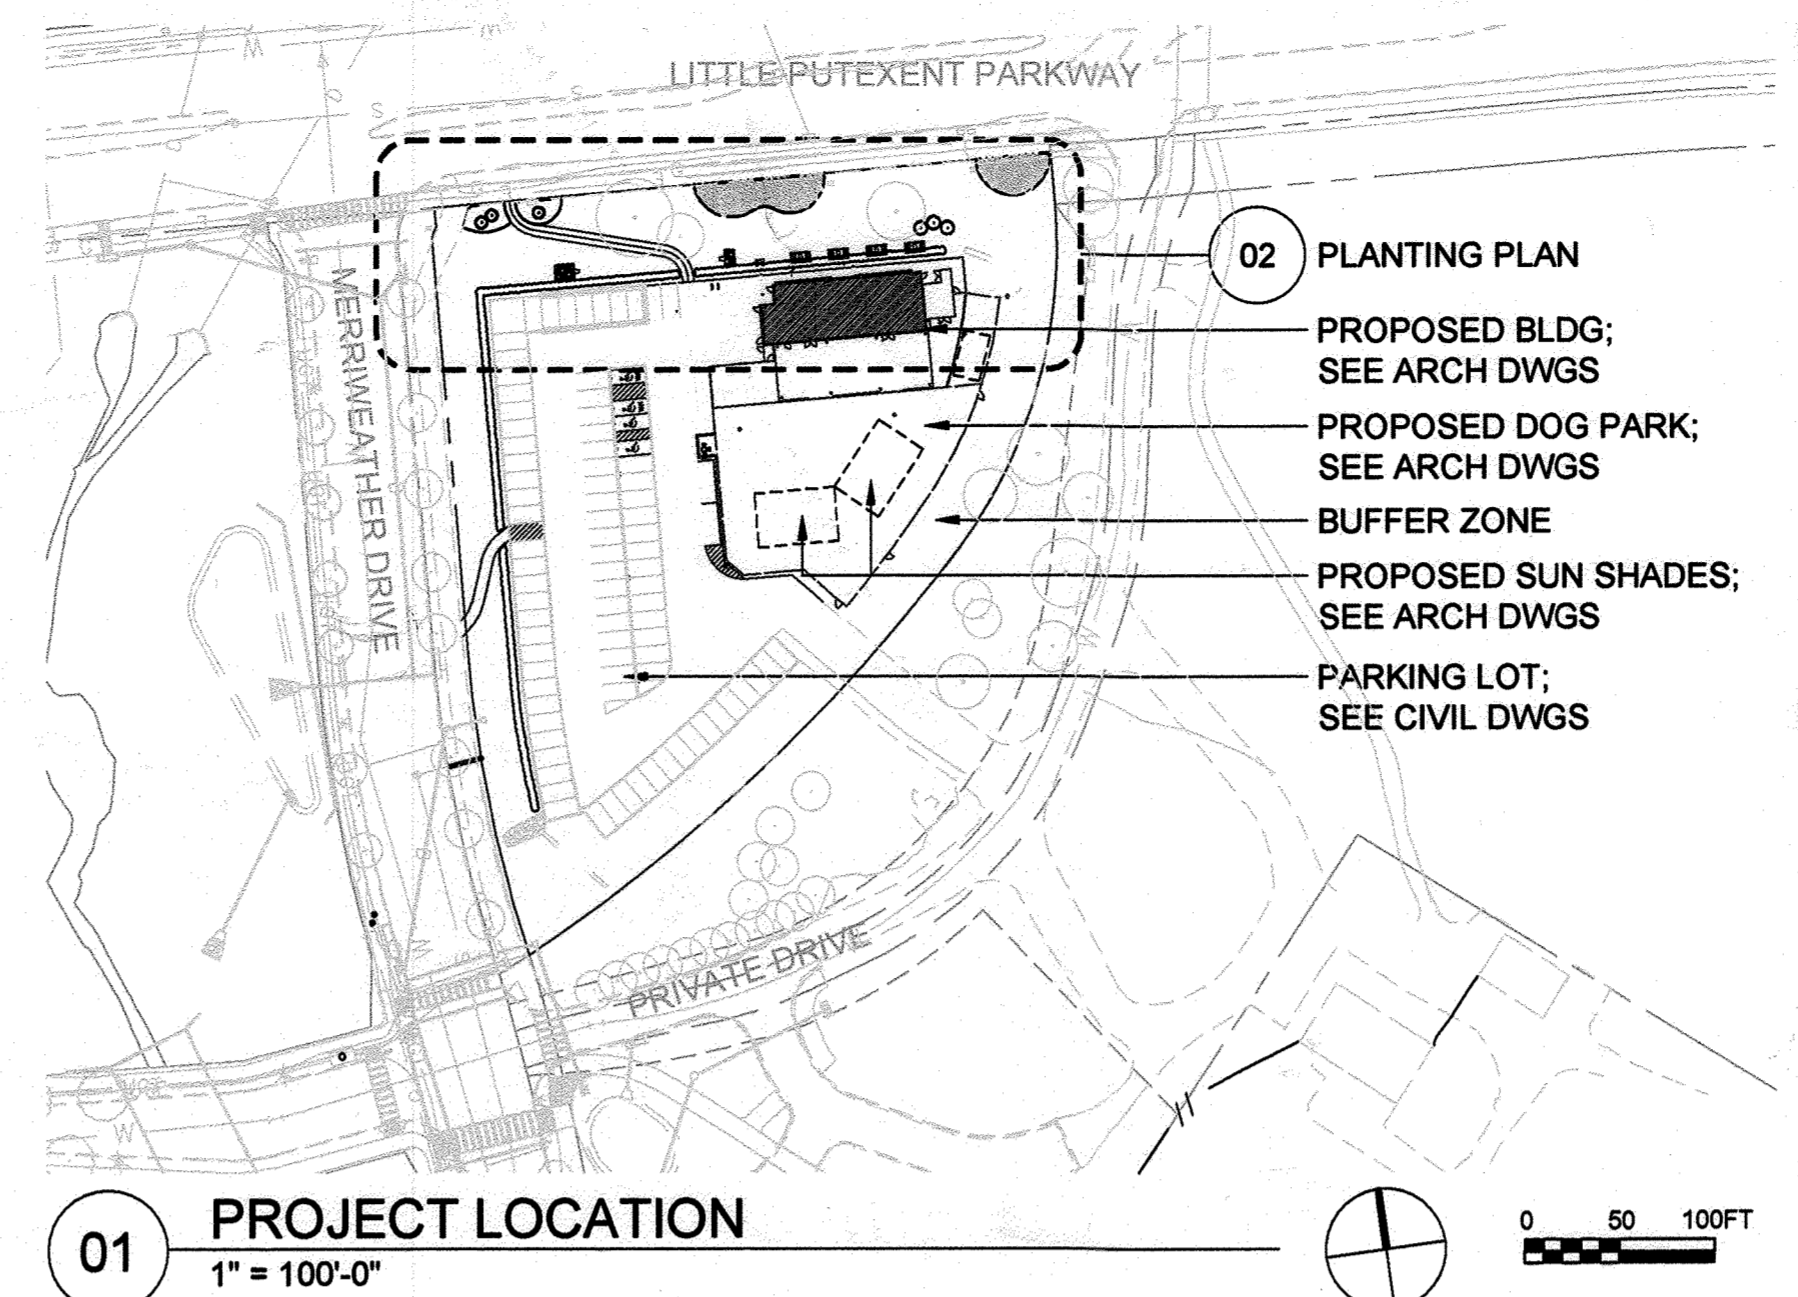 LITTLE PUTEXENT PARKWAY
MERRIWEATHER DRIVE
02 PLANTING PLAN
PROPOSED BLDG;
SEE ARCH DWGS
PROPOSED DOG PARK;
SEE ARCH DWGS
BUFFER ZONE
PROPOSED SUN SHADES;
SEE ARCH DWGS
PARKING LOT;
SEE CIVIL DWGS
PRIVATE DRIVE
01 PROJECT LOCATION
1" = 100'-0"
0 50 100FT